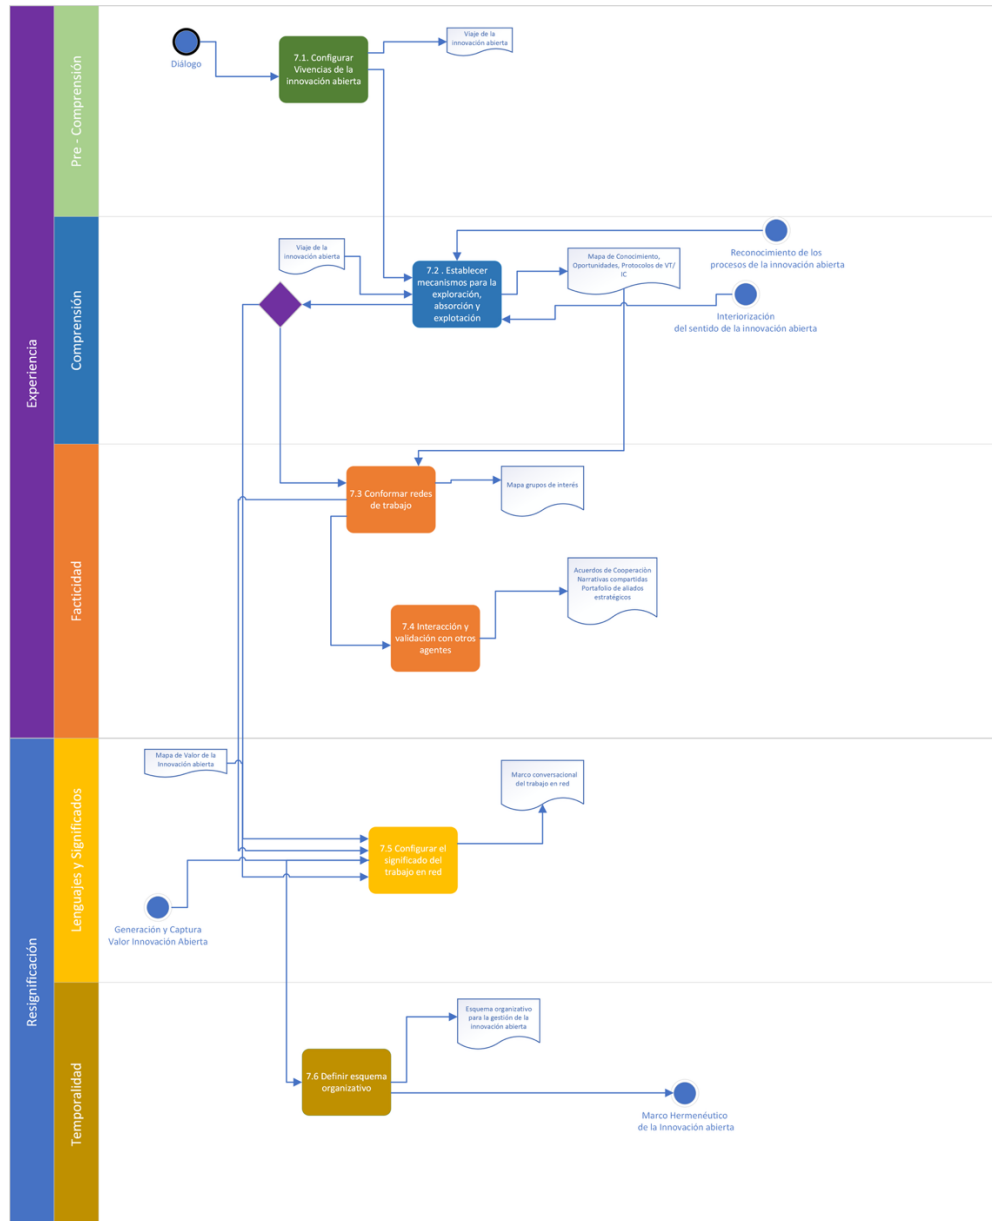 Experiencia
Pre - Comprensión
Diálogo
7.1. Configurar
Vivencias de la
innovación abierta
Viaje de la
innovación abierta
Comprensión
Viaje de la
innovación abierta
7.2 . Establecer
mecanismos para la
exploración,
absorción y
explotación
Mapa de Conocimiento,
Oportunidades, Protocolos de VT/
IC
Reconocimiento de los
procesos de la innovación abierta
Interiorización
del sentido de la innovación abierta
Facticidad
7.3 Conformar redes
de trabajo
Mapa grupos de interés
7.4 Interacción y
validación con otros
agentes
Acuerdos de Cooperaciòn
Narrativas compartidas
Portafolio de aliados
estratégicos
Resignificación
Lenguajes y Significados
Mapa de Valor de la
Innovación abierta
Marco conversacional
del trabajo en red
7.5 Configurar el
significado del
trabajo en red
Generación y Captura
Valor Innovación Abierta
Temporalidad
Esquema organizativo
para la gestión de la
innovación abierta
7.6 Definir esquema
organizativo
Marco Hermenéutico
de la Innovación abierta